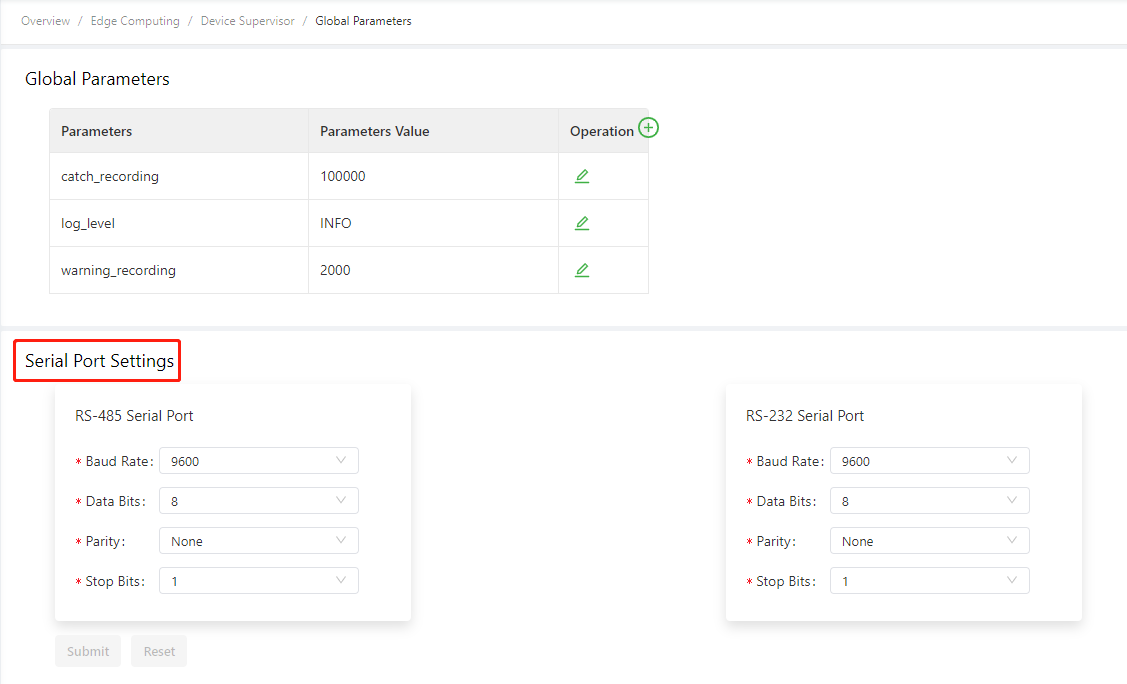 Overview / Edge Computing / Device Supervisor / Global Parameters
Global Parameters
Parameters Parameters Value Operation
catch_recording 100000
log_level INFO
warning_recording 2000
Serial Port Settings
RS-485 Serial Port
* Baud Rate: 9600
* Data Bits: 8
* Parity: None
* Stop Bits: 1
RS-232 Serial Port
* Baud Rate: 9600
* Data Bits: 8
* Parity: None
* Stop Bits: 1
Submit Reset